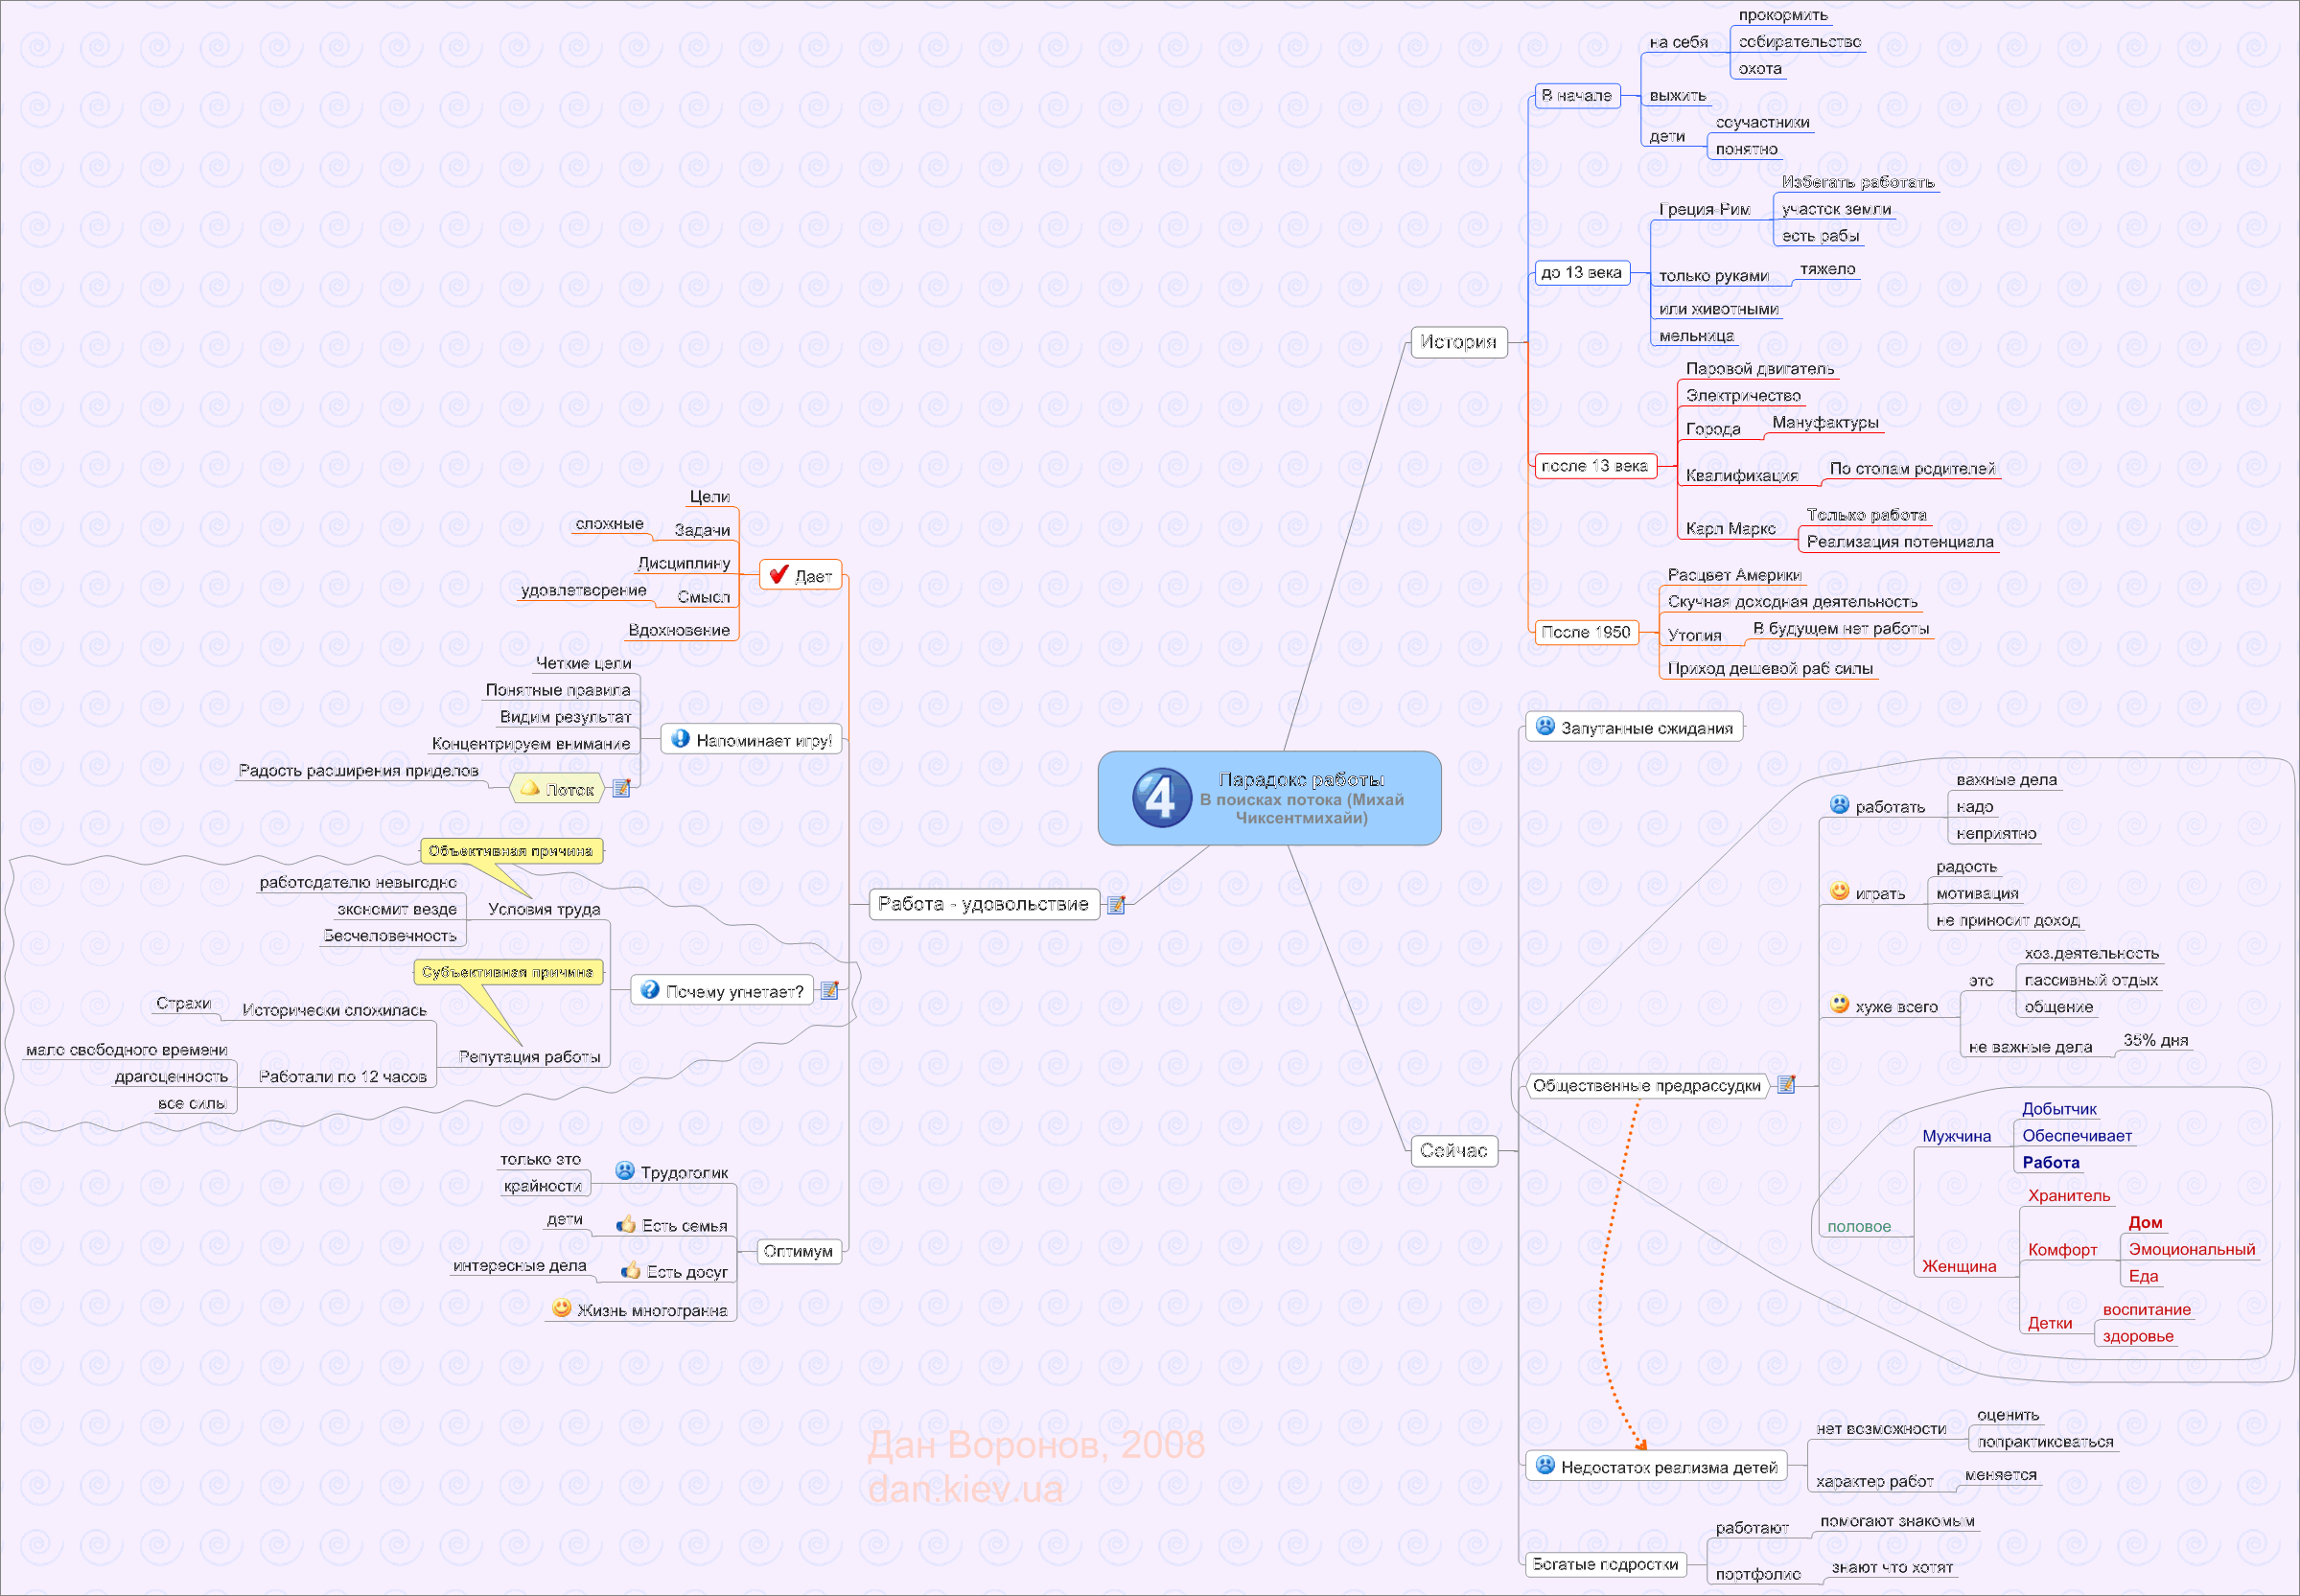 Парадокс работы
В поисках потока (Михай
Чиксентмихайи)
История
В начале
на себя
прокормить
собирательство
охота
выжить
дети
соучастники
понятно
до 13 века
Греция-Рим
Избегать работать
участок земли
есть рабы
только руками
тяжело
или животными
мельница
после 13 века
Паровой двигатель
Электричество
Города
Мануфактуры
Квалификация
По стопам родителей
Карл Маркс
Только работа
Реализация потенциала
После 1950
Расцвет Америки
Скучная доходная деятельность
Утопия
В будущем нет работы
Приход дешевой раб силы
Сейчас
Запутанные ожидания
Общественные предрассудки
работать
важные дела
надо
неприятно
играть
радость
мотивация
не приносит доход
хуже всего
это
хоз.деятельность
пассивный отдых
общение
не важные дела
35% дня
половое
Мужчина
Добытчик
Обеспечивает
Работа
Женщина
Хранитель
Комфорт
Дом
Эмоциональный
Еда
Детки
воспитание
здоровье
Недостаток реализма детей
нет возможности
оценить
попрактиковаться
характер работ
меняется
Богатые подростки
работают
помогают знакомым
портфолио
знают что хотят
Работа - удовольствие
Дает
Цели
Задачи
сложные
Дисциплину
Смысл
удовлетворение
Вдохновение
Напоминает игру!
Четкие цели
Понятные правила
Видим результат
Концентрируем внимание
Поток
Радость расширения приделов
Почему угнетает?
Объективная причина
Условия труда
работодателю невыгодно
экономит везде
Бесчеловечность
Субъективная причина
Репутация работы
Исторически сложилась
Страхи
Работали по 12 часов
мало свободного времени
драгоценность
все силы
Оптимум
Трудоголик
только это
крайности
Есть семья
дети
Есть досуг
интересные дела
Жизнь многогранна
Дан Воронов, 2008
dan.kiev.ua